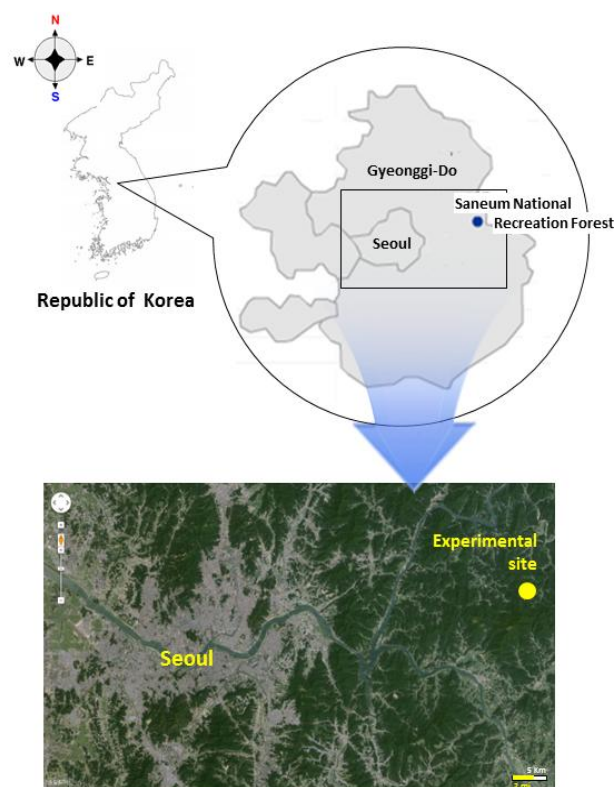 N
W
E
S
Gyeonggi-Do
Saneum National
Recreation Forest
Seoul
Republic of Korea
Experimental
site
Seoul
5 Km